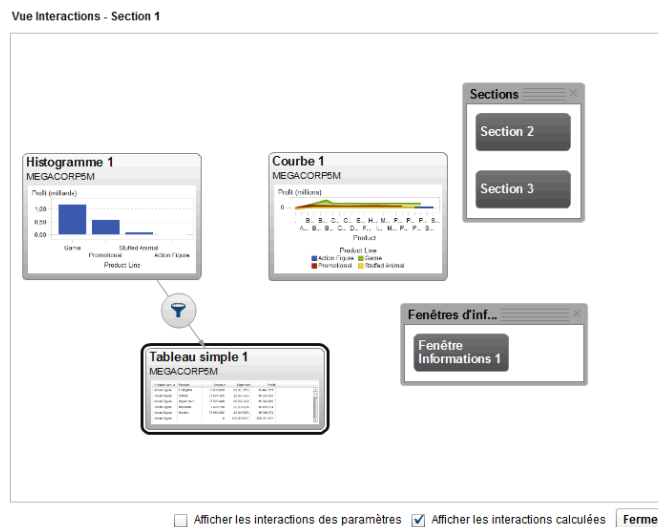 Vue Interactions - Section 1
Sections
Section 2
Section 3
Histogramme 1
MEGACORP5M
Profit (milliards)
1.00
0.50
0.00
Game
Stuffed Animal
Promotional
Action Figure
Product Line
Courbe 1
MEGACORP5M
Profit (millions)
0
B... B... C... C... E... H... M... F... P... P... S...
A... B... B... C... D... F... I... M... P... P... S...
Product
Product Line
Action Figure Game
Promotional Stuffed Animal
Fenêtres d'inf...
Fenêtre
Informations 1
Tableau simple 1
MEGACORP5M
Afficher les interactions des paramètres
Afficher les interactions calculées
Ferme